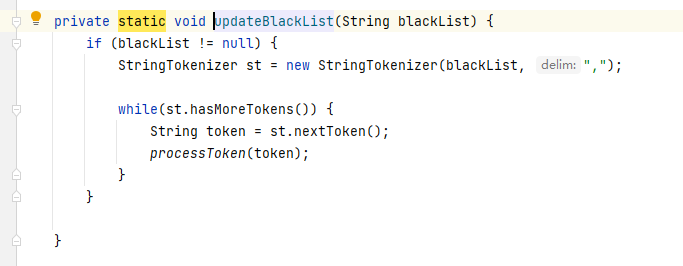 private static void updateBlackList(String blackList) {
if (blackList != null) {
StringTokenizer st = new StringTokenizer(blackList, delim: ",");
while(st.hasMoreTokens()) {
String token = st.nextToken();
processToken(token);
}
}
}